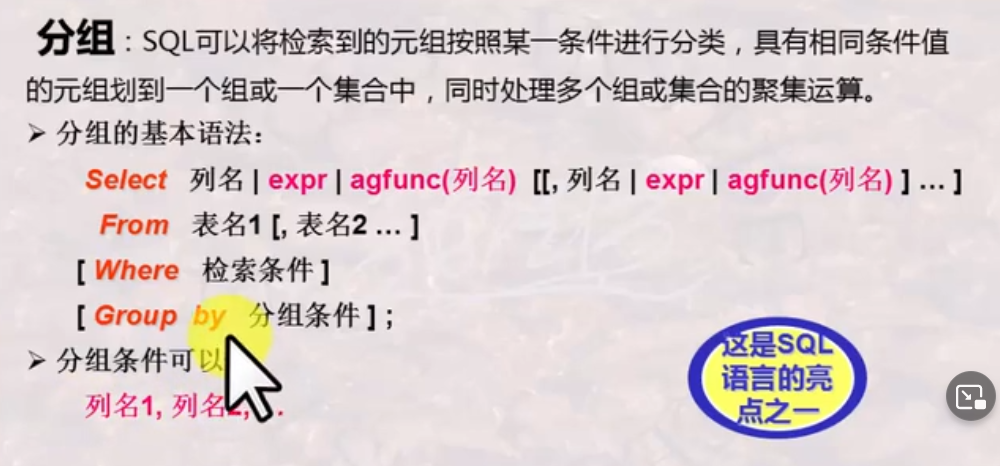 分组：SQL可以将检索到的元组按照某一条件进行分类，具有相同条件值
的元组划到一个组或一个集合中，同时处理多个组或集合的聚集运算。
➢ 分组的基本语法：
Select 列名 | expr | agfunc(列名) [[, 列名 | expr | agfunc(列名) ] … ]
From 表名1 [, 表名2 … ]
[ Where 检索条件 ]
[ Group by 分组条件 ] ;
➢ 分组条件可以
列名1, 列名2,
这是SQL
语言的亮
点之一